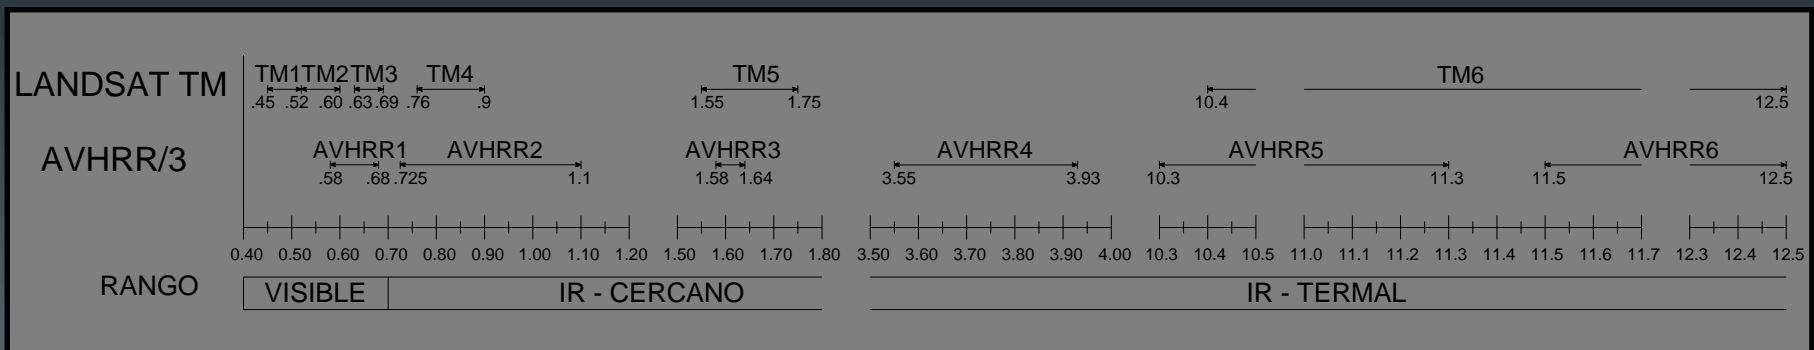 LANDSAT TM TM1 TM2 TM3 TM4 TM5 TM6
.45 .52 .60 .63 .69 .76 .9 1.55 1.75 10.4 12.5
AVHRR/3 AVHRR1 AVHRR2 AVHRR3 AVHRR4 AVHRR5 AVHRR6
.58 .68 .725 1.1 1.58 1.64 3.55 3.93 10.3 11.3 11.5 12.5
0.40 0.50 0.60 0.70 0.80 0.90 1.00 1.10 1.20 1.50 1.60 1.70 1.80 3.50 3.60 3.70 3.80 3.90 4.00 10.3 10.4 10.5 11.0 11.1 11.2 11.3 11.4 11.5 11.6 11.7 12.3 12.4 12.5
RANGO VISIBLE IR - CERCANO IR - TERMAL